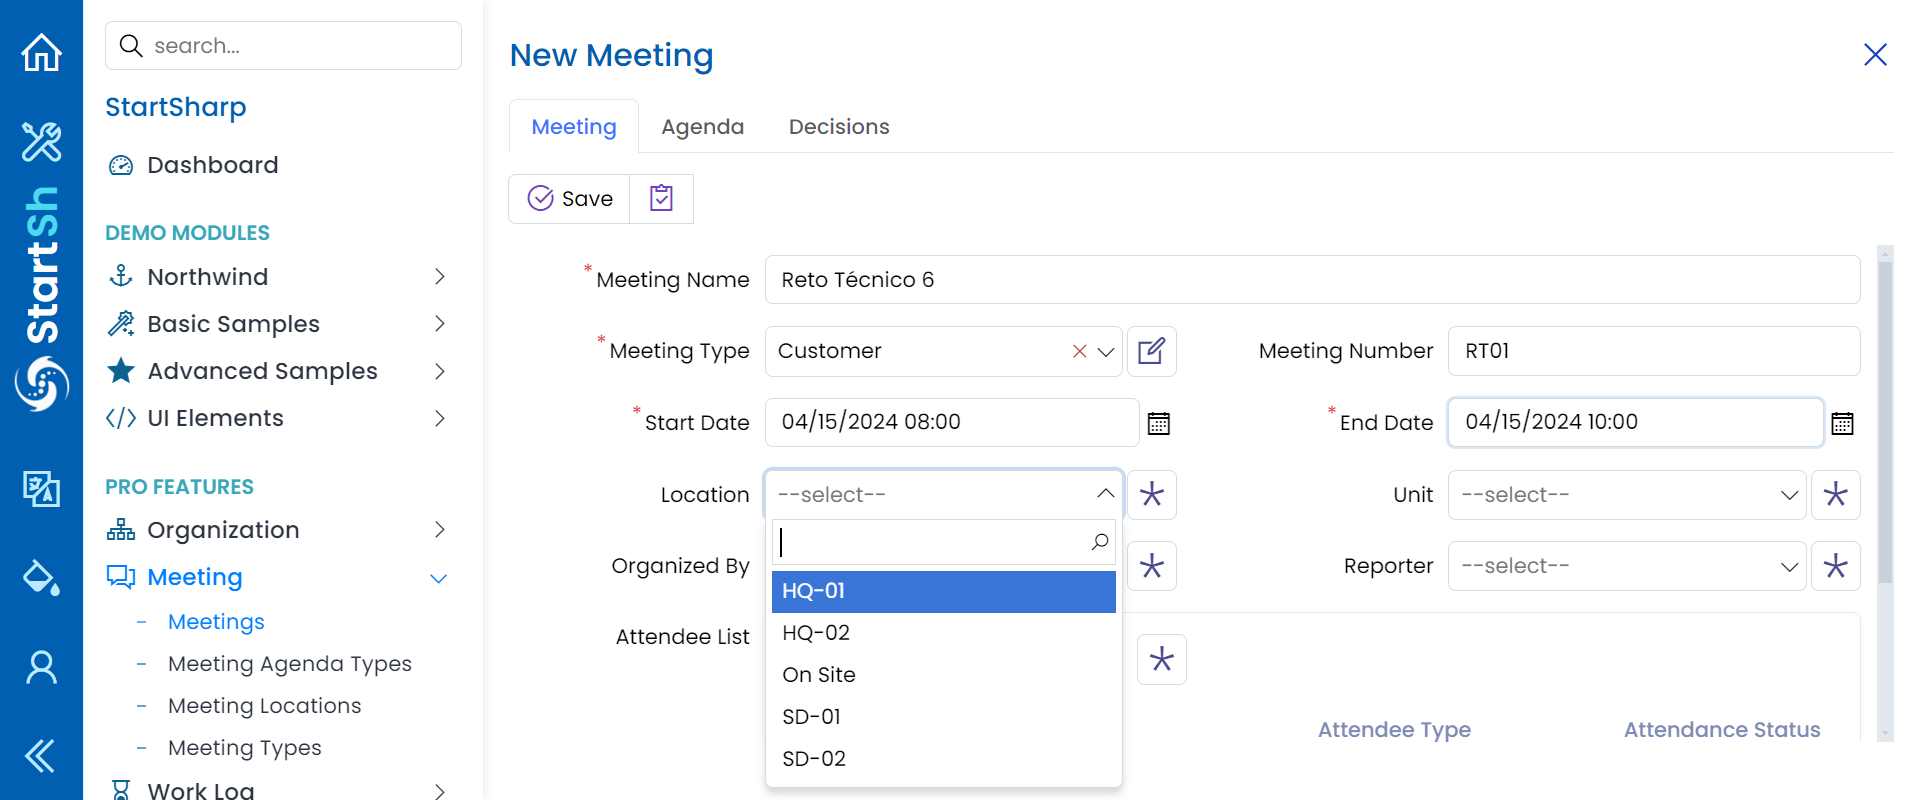 StartSh
search...
StartSharp
Dashboard
DEMO MODULES
Northwind
Basic Samples
Advanced Samples
UI Elements
PRO FEATURES
Organization
Meeting
- Meetings
- Meeting Agenda Types
- Meeting Locations
- Meeting Types
Work Log
New Meeting
Meeting Agenda Decisions
Save
* Meeting Name Reto Técnico 6
* Meeting Type Customer Meeting Number RT01
* Start Date 04/15/2024 08:00 * End Date 04/15/2024 10:00
Location --select-- Unit --select--
Organized By Reporter --select--
HQ-01
HQ-02
On Site
SD-01
SD-02
Attendee List
Attendee Type Attendance Status